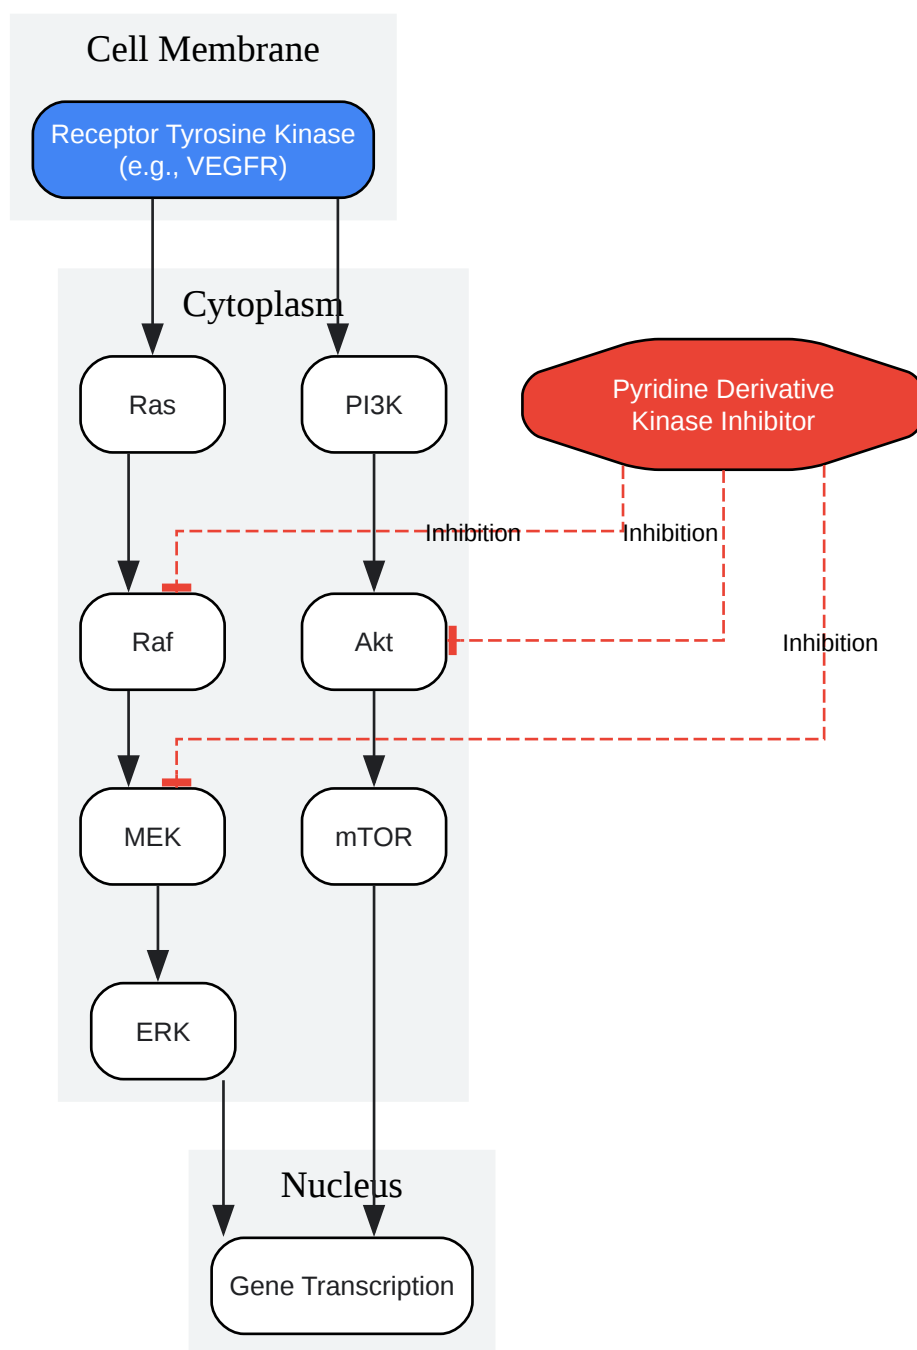 Cell Membrane
Receptor Tyrosine Kinase
(e.g., VEGFR)
Cytoplasm
Ras
PI3K
Pyridine Derivative
Kinase Inhibitor
Inhibition
Inhibition
Raf
Akt
Inhibition
MEK
mTOR
ERK
Nucleus
Gene Transcription